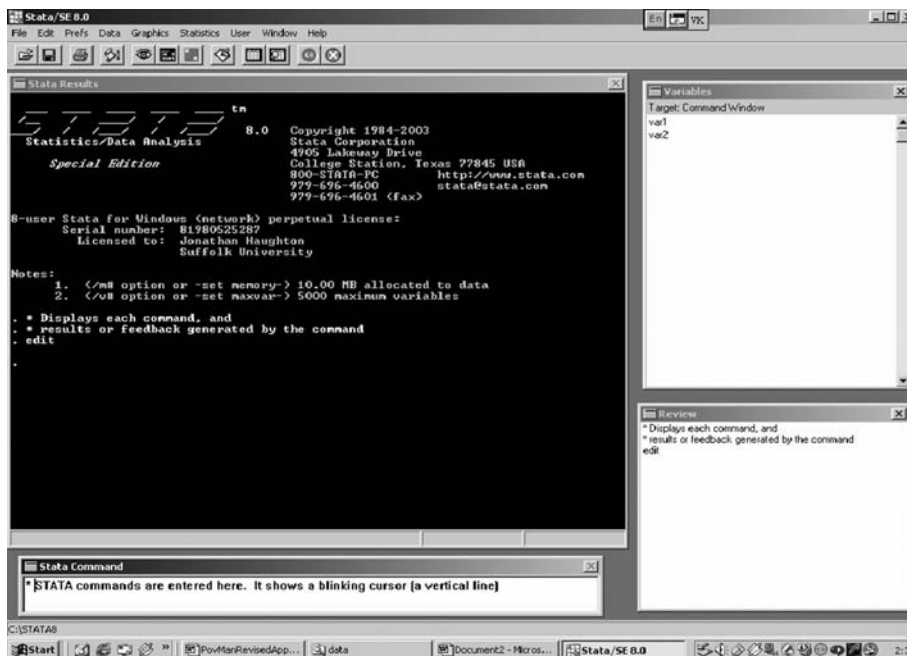 Stata/SE 8.0
En VK
File Edit Prefs Data Graphics Statistics User Window Help
Stata Results
STATA tm
8.0 Copyright 1984-2003
Statistics/Data Analysis Stata Corporation
4905 Lakeway Drive
Special Edition College Station, Texas 77845 USA
800-STATA-PC http://www.stata.com
979-696-4600 stata@stata.com
979-696-4601 (fax)
8-user Stata for Windows (network) perpetual license:
Serial number: 81980525287
Licensed to: Jonathan Haughton
Suffolk University
Notes:
1. (/m# option or -set memory-) 10.00 MB allocated to data
2. (/v# option or -set maxvar-) 5000 maximum variables
. * Displays each command, and
. * results or feedback generated by the command
. edit
.
Variables
Target: Command Window
var1
var2
Review
* Displays each command, and
* results or feedback generated by the command
edit
Stata Command
* STATA commands are entered here. It shows a blinking cursor (a vertical line)
C:\STATA8
Start » PovManRevisedApp... data Document2 - Micros... Stata/SE 8.0